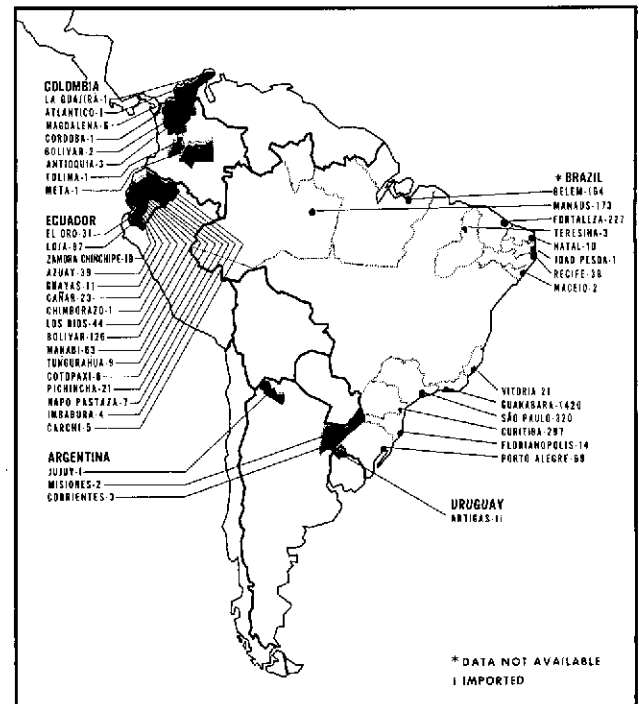 COLOMBIA
LA GUAJIRA-1
ATLANTICO-1
MAGDALENA-6
CORDOBA-1
BOLIVAR-2
ANTIOQUIA-3
TOLIMA-1
META-1
ECUADOR
EL ORO-31
LOJA-87
ZAMORA CHINCHIPE-18
AZUAY-39
GUAYAS-11
CAÑAR-23
CHIMBORAZO-1
LOS RIOS-44
BOLIVAR-126
MANABI-63
TUNGURAHUA-9
COTOPAXI-6
PICHINCHA-21
NAPO PASTAZA-7
IMBABURA-4
CARCHI-5
ARGENTINA
JUJUY-1
MISIONES-2
CORRIENTES-3
* BRAZIL
BELEM-164
MANAUS-173
FORTALEZA-227
TERESINA-3
NATAL-10
JOAO PESOA-1
RECIFE-38
MACEIO-2
VITORIA 21
GUANABARA-1420
SÃO PAULO-320
CURITIBA-297
FLORIANOPOLIS-14
PORTO ALEGRE-69
URUGUAY
ARTIGAS-
* DATA NOT AVAILABLE
IMPORTED